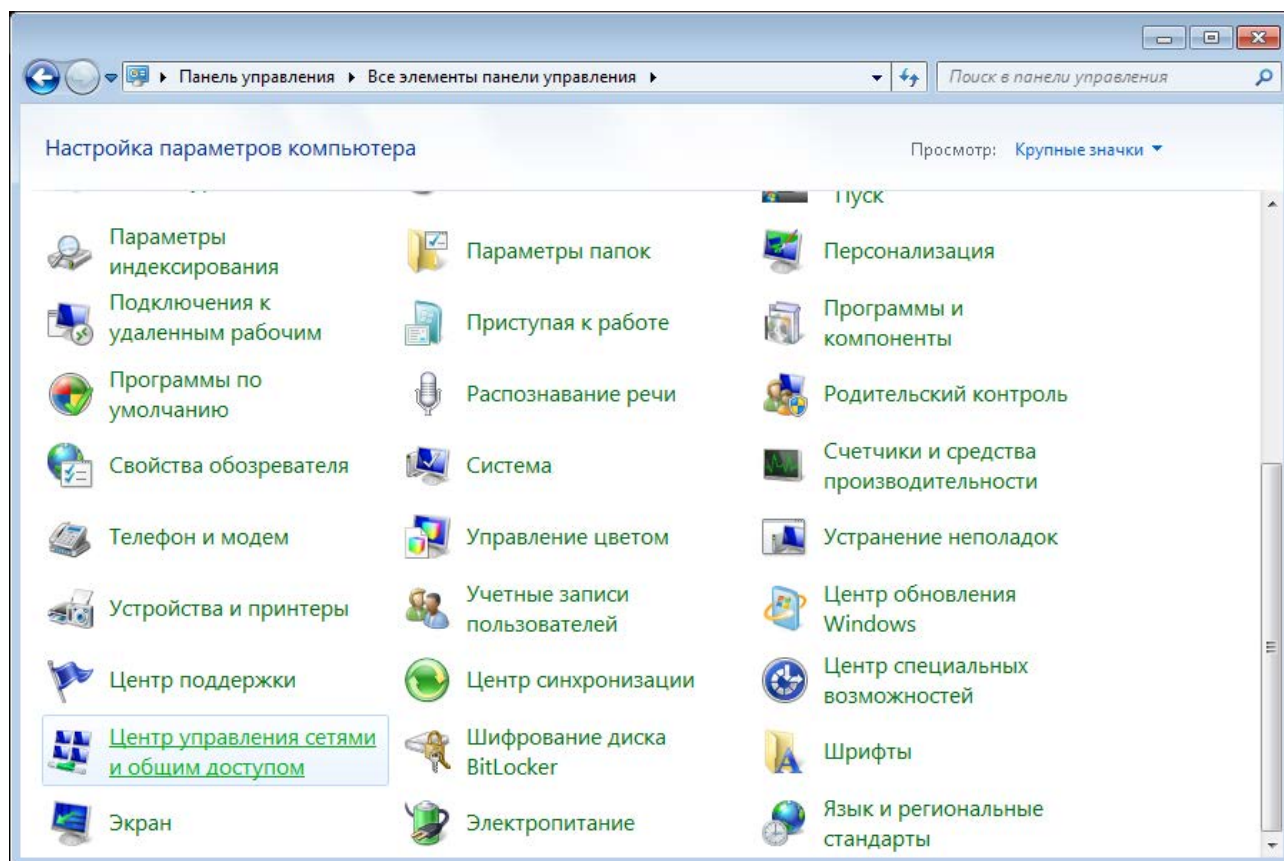 Панель управления ▸ Все элементы панели управления ▸
Поиск в панели управления
Настройка параметров компьютера
Просмотр: Крупные значки
Пуск
Параметры
индексирования
Параметры папок
Персонализация
Подключения к
удаленным рабочим
Приступая к работе
Программы и
компоненты
Программы по
умолчанию
Распознавание речи
Родительский контроль
Свойства обозревателя
Система
Счетчики и средства
производительности
Телефон и модем
Управление цветом
Устранение неполадок
Устройства и принтеры
Учетные записи
пользователей
Центр обновления
Windows
Центр поддержки
Центр синхронизации
Центр специальных
возможностей
Центр управления сетями
и общим доступом
Шифрование диска
BitLocker
Шрифты
Экран
Электропитание
Язык и региональные
стандарты